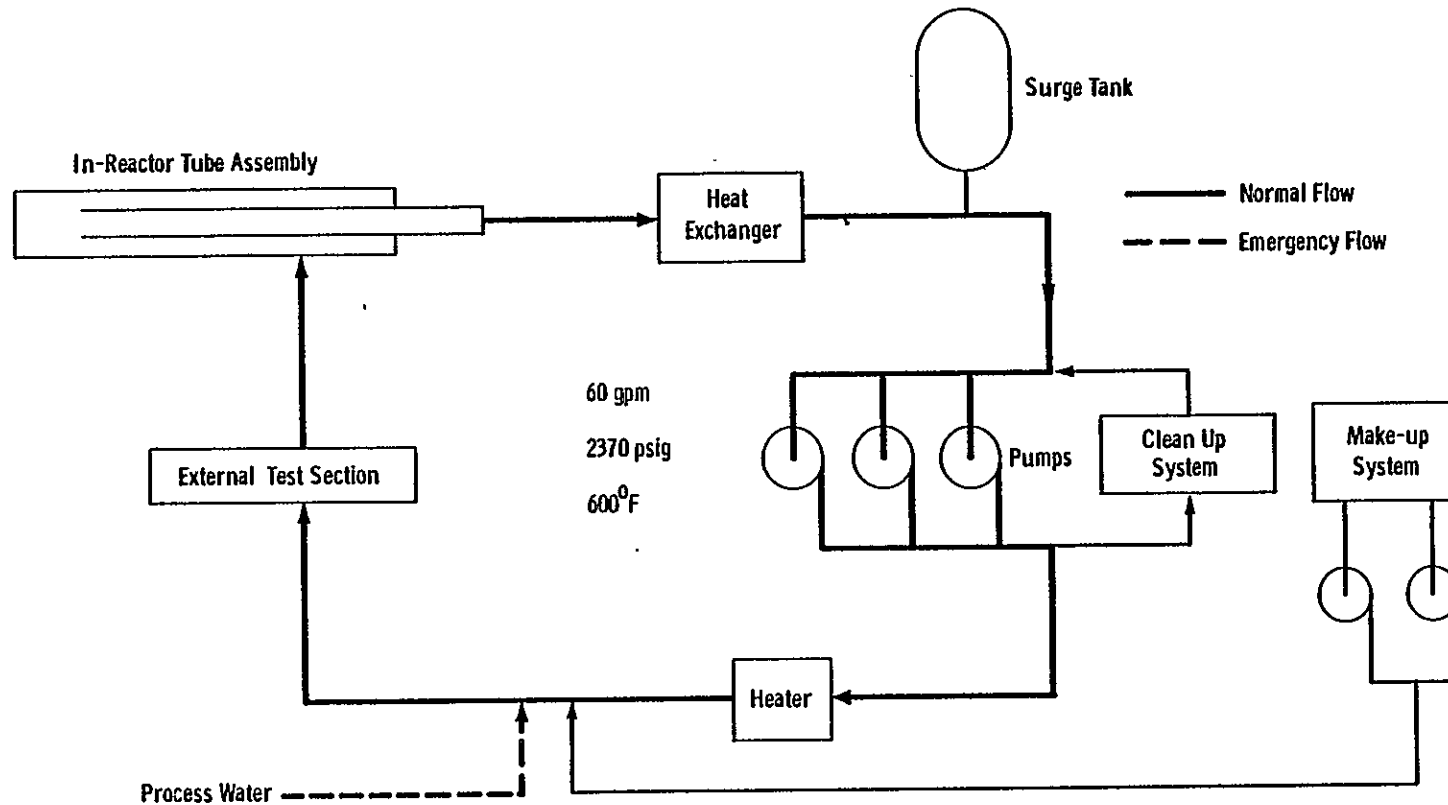 Surge Tank
In-Reactor Tube Assembly
Heat
Exchanger
Normal Flow
Emergency Flow
60 gpm
2370 psig
600°F
Pumps
Clean Up
System
Make-up
System
External Test Section
Heater
Process Water